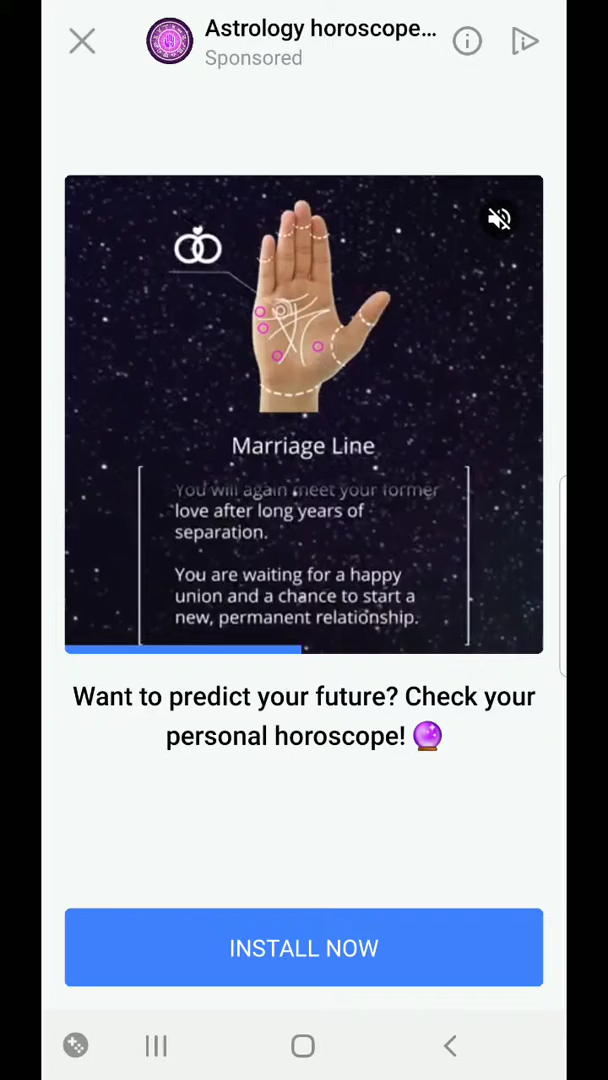 Astrology horoscope...
Sponsored
Marriage Line
You will again meet your former
love after long years of
separation.
You are waiting for a happy
union and a chance to start a
new, permanent relationship.
Want to predict your future? Check your
personal horoscope! 🔮
INSTALL NOW